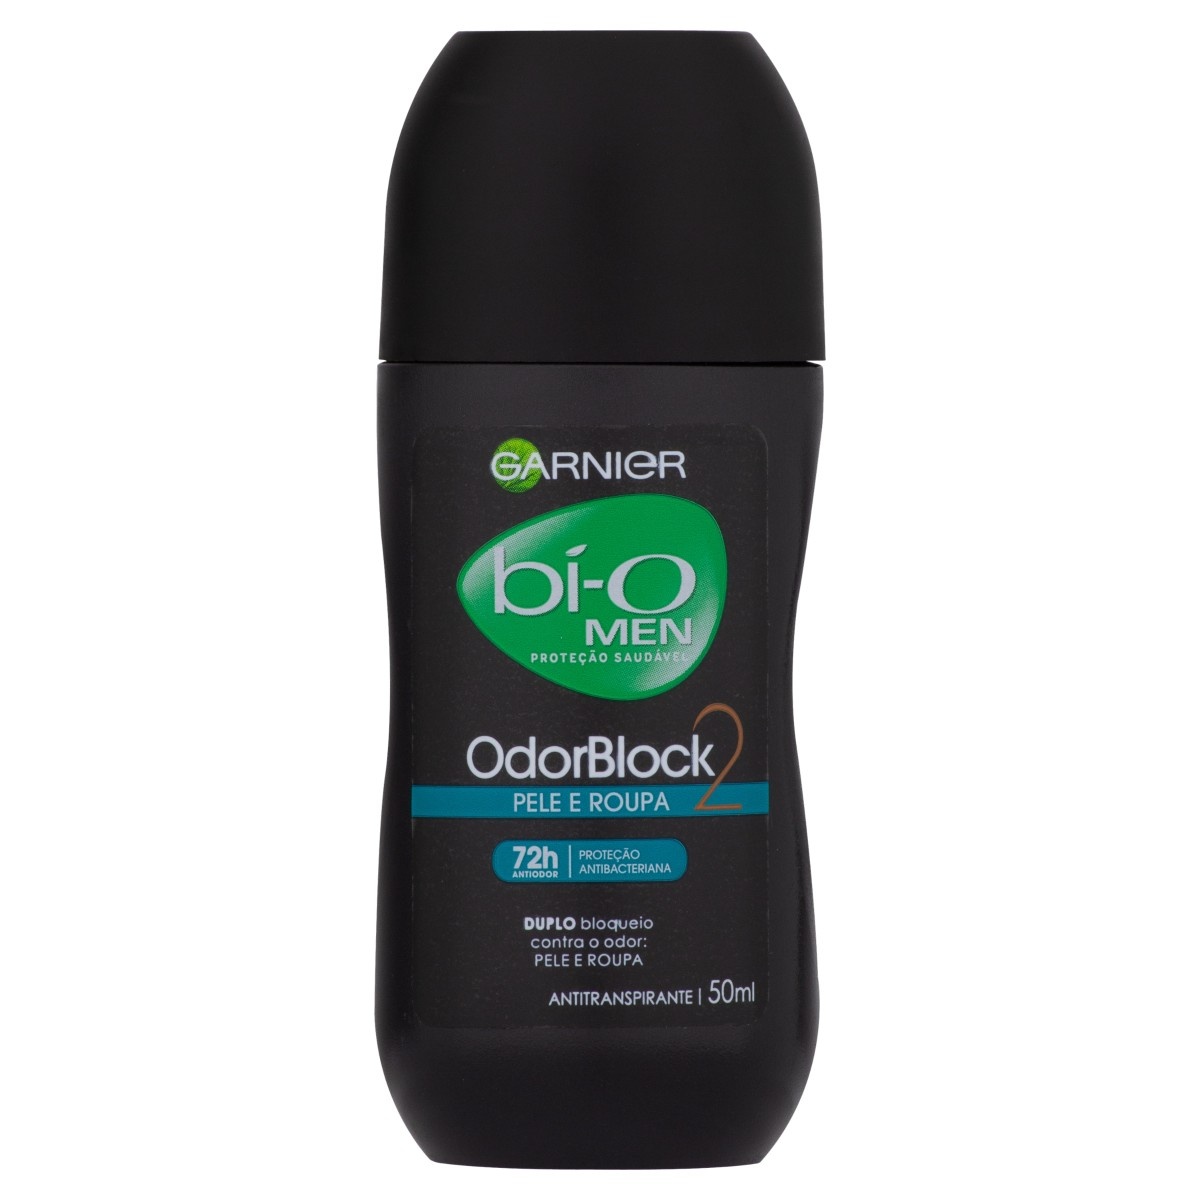 GARNIER
bí-O
MEN
PROTEÇÃO SAUDÁVEL
OdorBlock 2
PELE E ROUPA
72h
ANTIODOR
PROTEÇÃO
ANTIBACTERIANA
DUPLO bloqueio
contra o odor:
PELE E ROUPA
ANTITRANSPIRANTE | 50ml